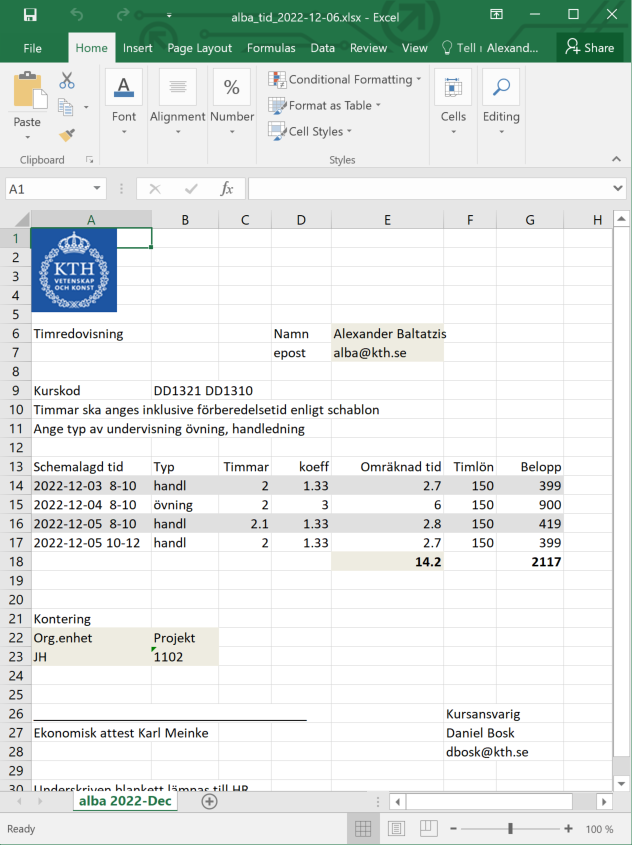 alba_tid_2022-12-06.xlsx - Excel
File Home Insert Page Layout Formulas Data Review View Tell ı Alexand... Share
Paste Font Alignment Number Conditional Formatting Cells Editing
Format as Table
Cell Styles
Clipboard Styles
A1 fx
A B C D E F G H
1
2
3
4
5
KTH
VETENSKAP
OCH KONST
6 Timredovisning Namn Alexander Baltatzis
7 epost alba@kth.se
8
9 Kurskod DD1321 DD1310
10 Timmar ska anges inklusive förberedelsetid enligt schablon
11 Ange typ av undervisning övning, handledning
12
13 Schemalagd tid Typ Timmar koeff Omräknad tid Timlön Belopp
14 2022-12-03 8-10 handl 2 1.33 2.7 150 399
15 2022-12-04 8-10 övning 2 3 6 150 900
16 2022-12-05 8-10 handl 2.1 1.33 2.8 150 419
17 2022-12-05 10-12 handl 2 1.33 2.7 150 399
18 14.2 2117
19
20
21 Kontering
22 Org.enhet Projekt
23 JH 1102
24
25
26 Kursansvarig
27 Ekonomisk attest Karl Meinke Daniel Bosk
28 dbosk@kth.se
29
30 Underskriven blankett lämnas till HR
alba 2022-Dec
Ready 100 %